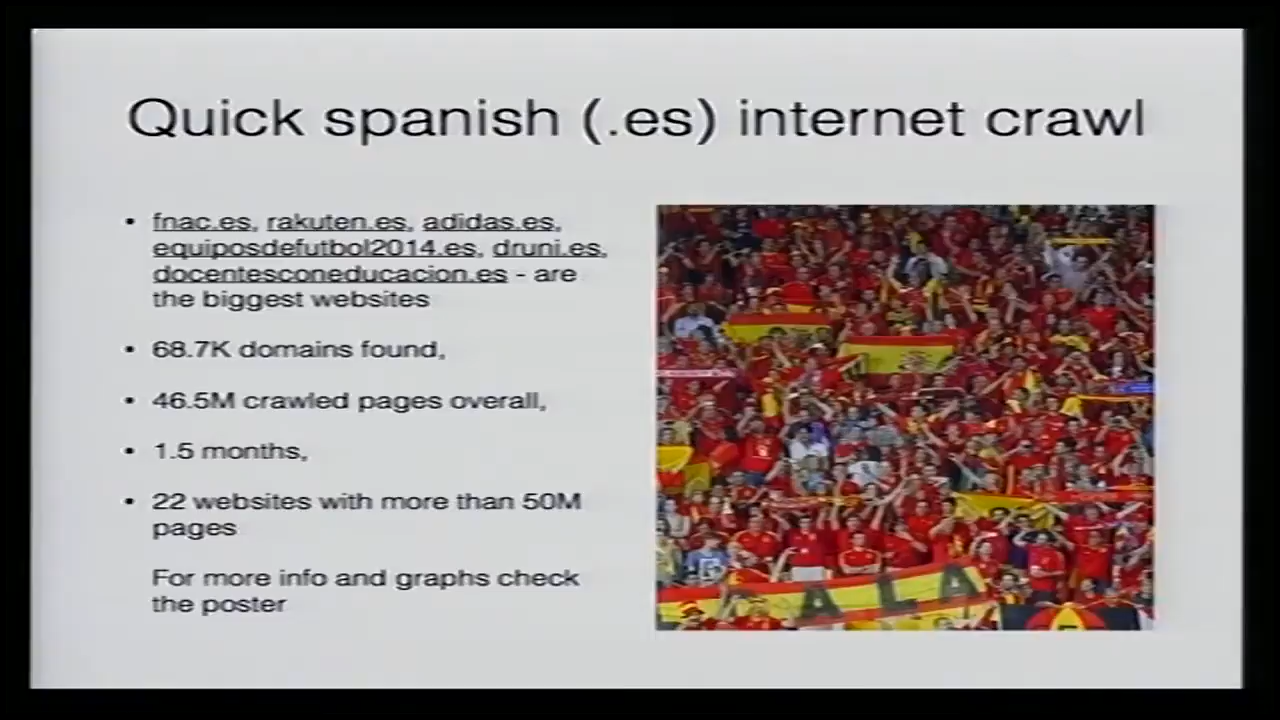 Quick spanish (.es) internet crawl
• fnac.es, rakuten.es, adidas.es,
equiposdefutbol2014.es, druni.es,
docentesconeducacion.es - are
the biggest websites
• 68.7K domains found,
• 46.5M crawled pages overall,
• 1.5 months,
• 22 websites with more than 50M
pages
For more info and graphs check
the poster
ALA